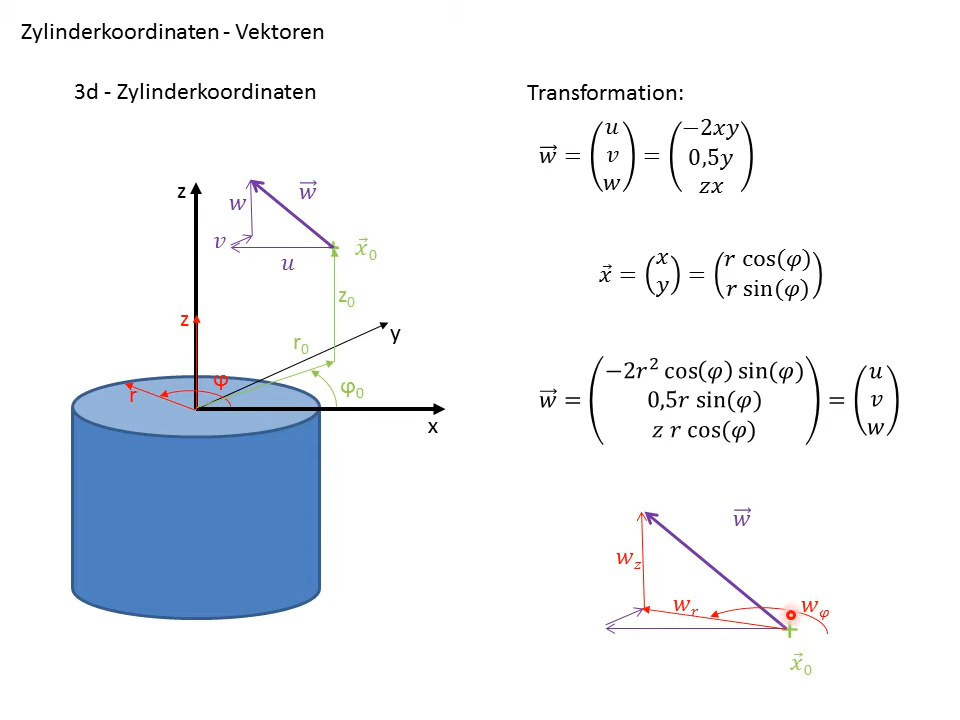 Zylinderkoordinaten - Vektoren
3d - Zylinderkoordinaten
z
w
w⃗
v
u
x⃗₀
z₀
z
r₀
y
φ
φ₀
r
x
Transformation:
w⃗ = (u v w) = (−2xy 0,5y zx)
x⃗ = (x y) = (r cos(φ) r sin(φ))
w⃗ = (−2r² cos(φ) sin(φ) 0,5r sin(φ) z r cos(φ)) = (u v w)
w⃗
w_z
w_r
w_φ
x⃗₀